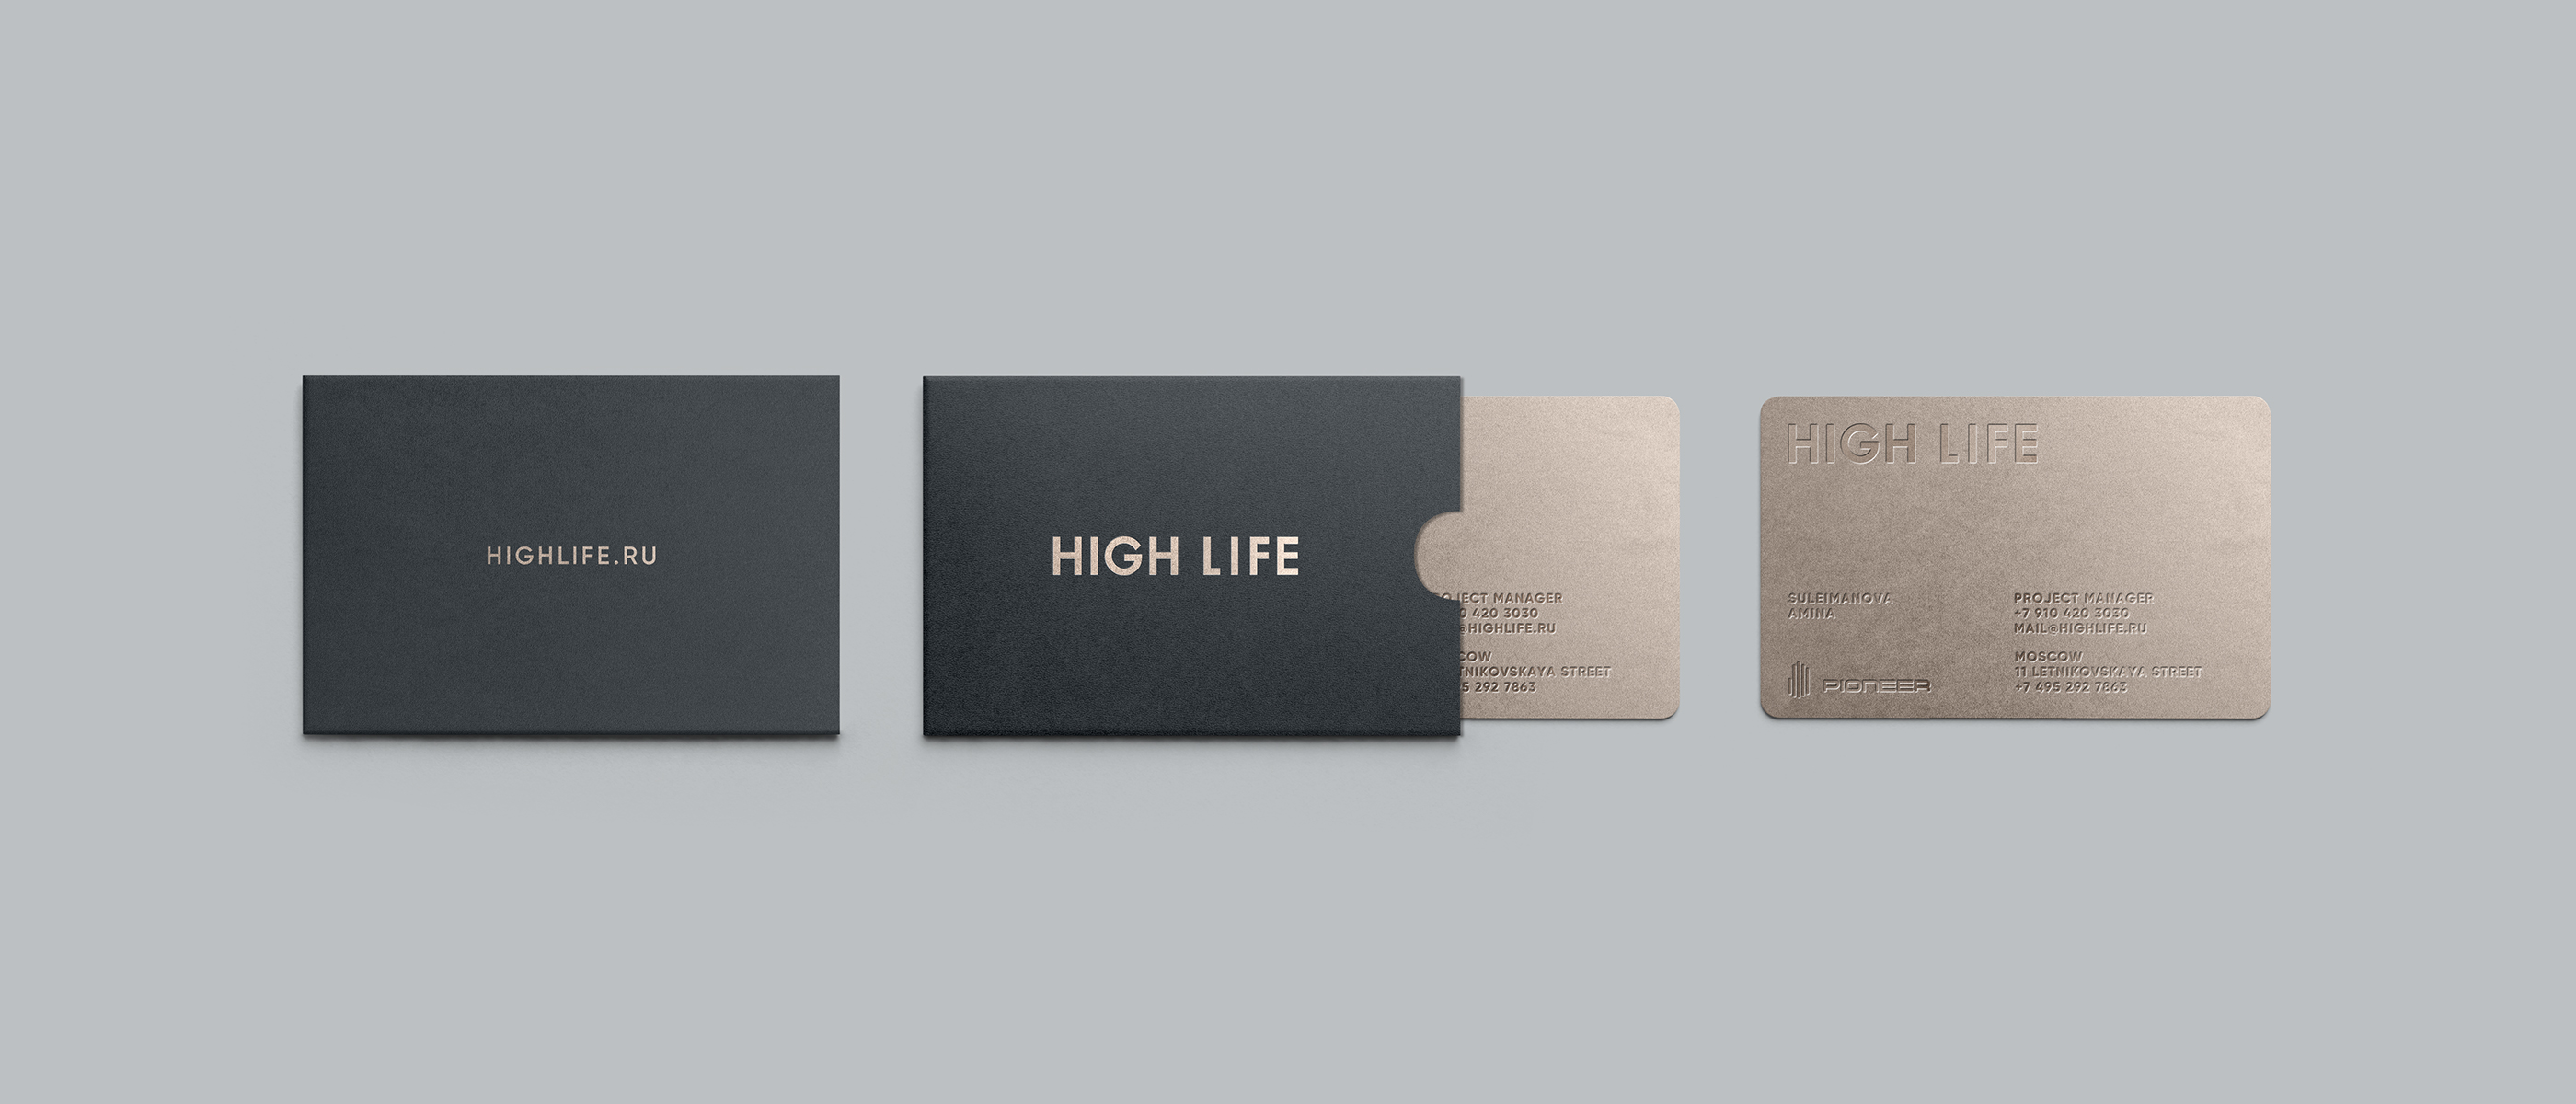 HIGHLIFE.RU
HIGH LIFE
JECT MANAGER
0 420 3030
@HIGHLIFE.RU
COW
TNIKOVSKAYA STREET
5 292 7863
HIGH LIFE
SULEIMANOVA
AMINA
PIONEER
PROJECT MANAGER
+7 910 420 3030
MAIL@HIGHLIFE.RU
MOSCOW
11 LETNIKOVSKAYA STREET
+7 495 292 7863